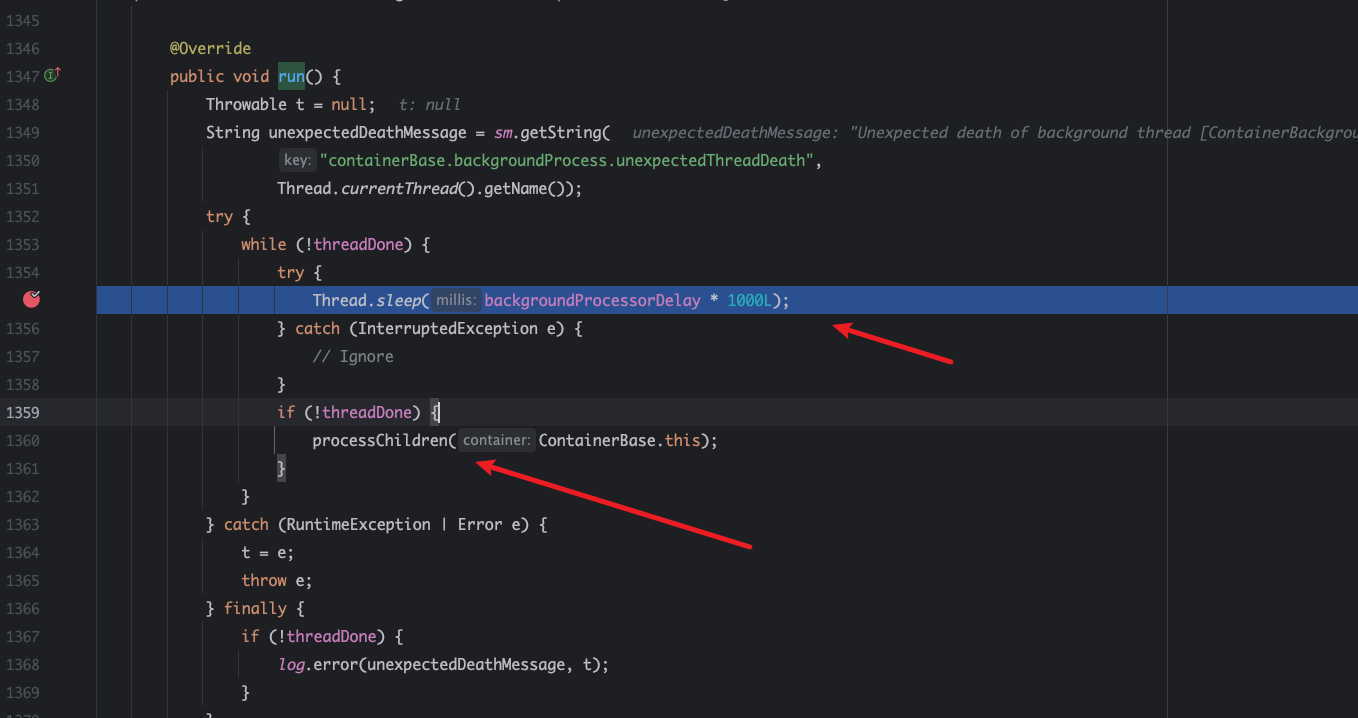 1345
1346 @Override
1347 public void run() {
1348 Throwable t = null; t: null
1349 String unexpectedDeathMessage = sm.getString( unexpectedDeathMessage: "Unexpected death of background thread [ContainerBackgrou
1350 key: "containerBase.backgroundProcess.unexpectedThreadDeath",
1351 Thread.currentThread().getName());
1352 try {
1353 while (!threadDone) {
1354 try {
Thread.sleep( millis: backgroundProcessorDelay * 1000L);
1356 } catch (InterruptedException e) {
1357 // Ignore
1358 }
1359 if (!threadDone) {
1360 processChildren( container: ContainerBase.this);
1361 }
1362 }
1363 } catch (RuntimeException | Error e) {
1364 t = e;
1365 throw e;
1366 } finally {
1367 if (!threadDone) {
1368 log.error(unexpectedDeathMessage, t);
1369 }